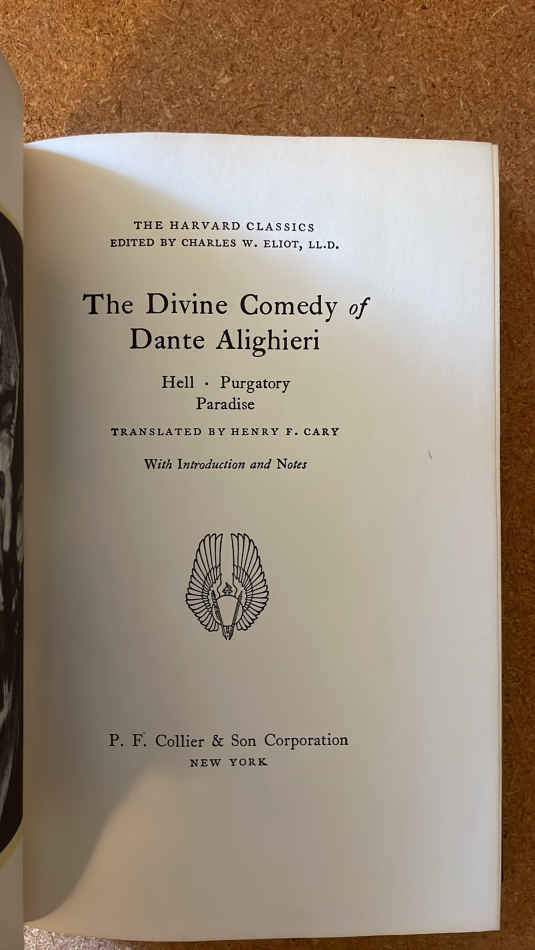 THE HARVARD CLASSICS
EDITED BY CHARLES W. ELIOT, LL.D.
The Divine Comedy of
Dante Alighieri
Hell · Purgatory
Paradise
TRANSLATED BY HENRY F. CARY
With Introduction and Notes
P. F. Collier & Son Corporation
NEW YORK